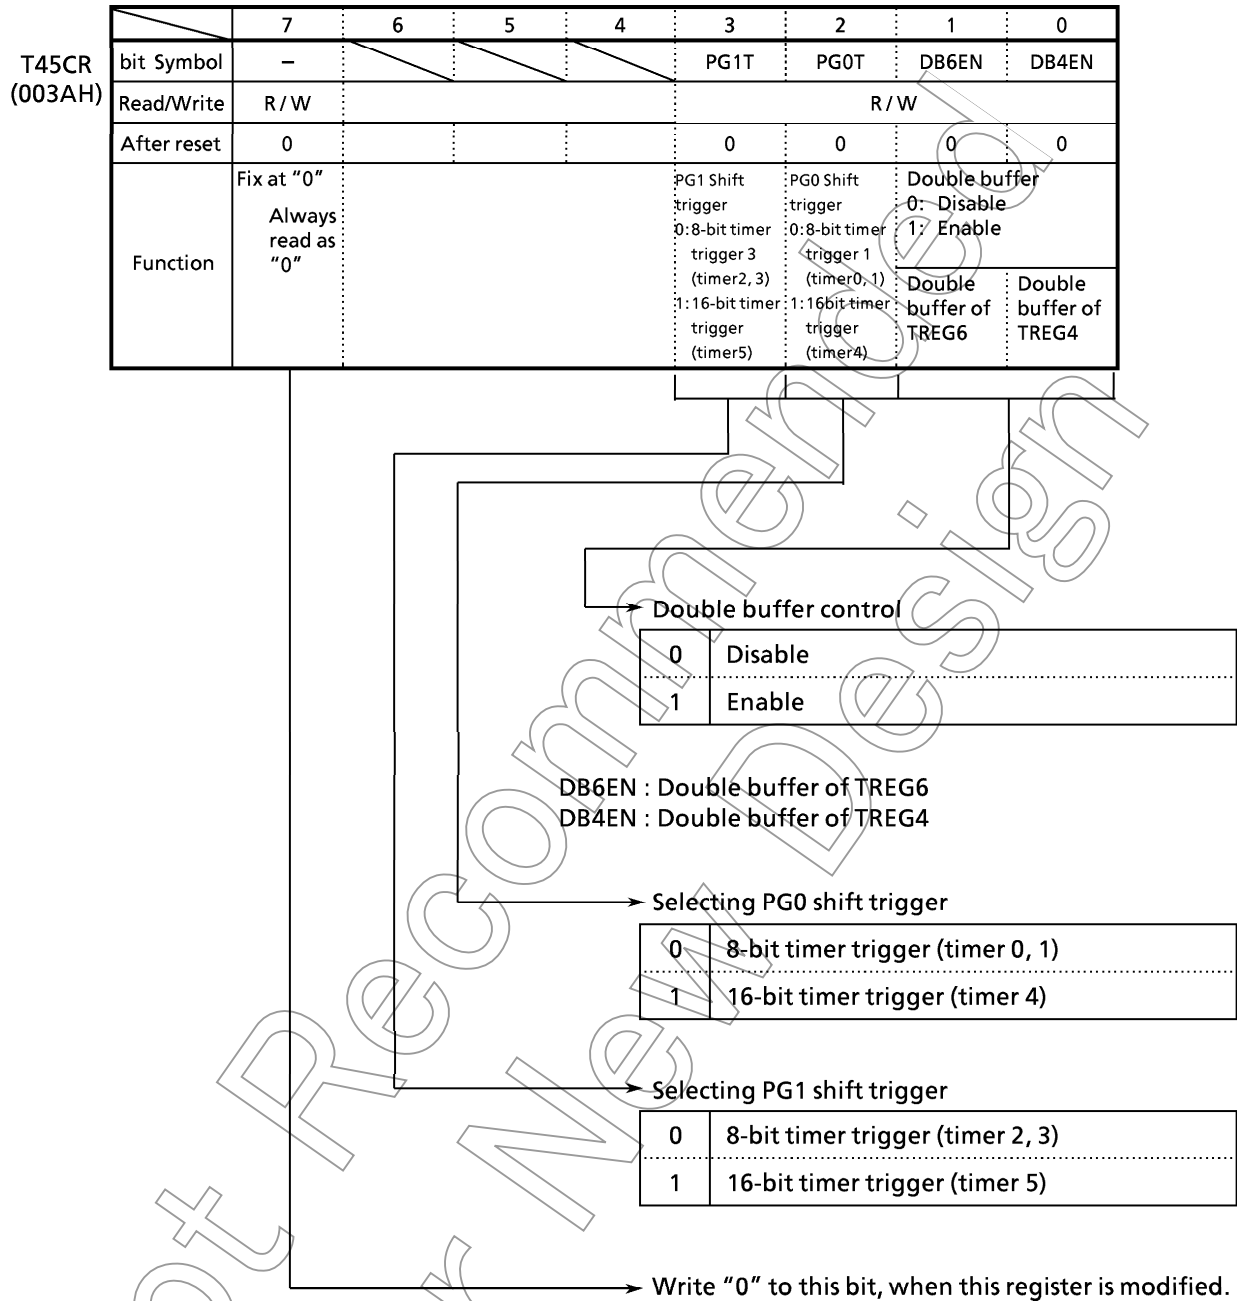 7 6 5 4 3 2 1 0
T45CR
(003AH)
bit Symbol – PG1T PG0T DB6EN DB4EN
Read/Write R / W R / W
After reset 0 0 0 0 0
Function
Fix at “0”
Always
read as
“0”
PG1 Shift
trigger
0: 8-bit timer
trigger 3
(timer2, 3)
1: 16-bit timer
trigger
(timer5)
PG0 Shift
trigger
0: 8-bit timer
trigger 1
(timer0, 1)
1: 16bit timer
trigger
(timer4)
Double buffer
0: Disable
1: Enable
Double
buffer of
TREG6
Double
buffer of
TREG4
Double buffer control
0 Disable
1 Enable
DB6EN : Double buffer of TREG6
DB4EN : Double buffer of TREG4
Selecting PG0 shift trigger
0 8-bit timer trigger (timer 0, 1)
1 16-bit timer trigger (timer 4)
Selecting PG1 shift trigger
0 8-bit timer trigger (timer 2, 3)
1 16-bit timer trigger (timer 5)
Write “0” to this bit, when this register is modified.
ot Recommended
r New Design